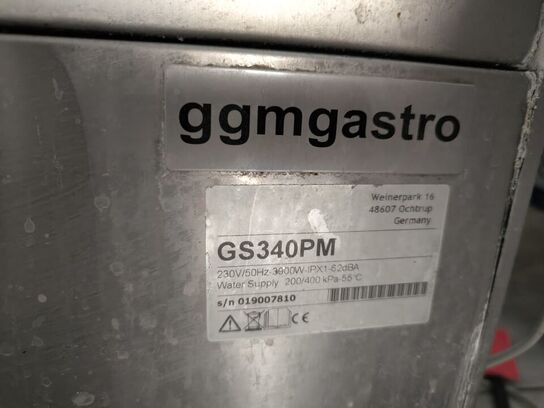 ggmgastro
Weinerpark 16
48607 Ochtrup
Germany
GS340PM
230V/50Hz-3900W-IPX1-62dBA
Water Supply 200/400 kPa-55°C
s/n 019007810
CE